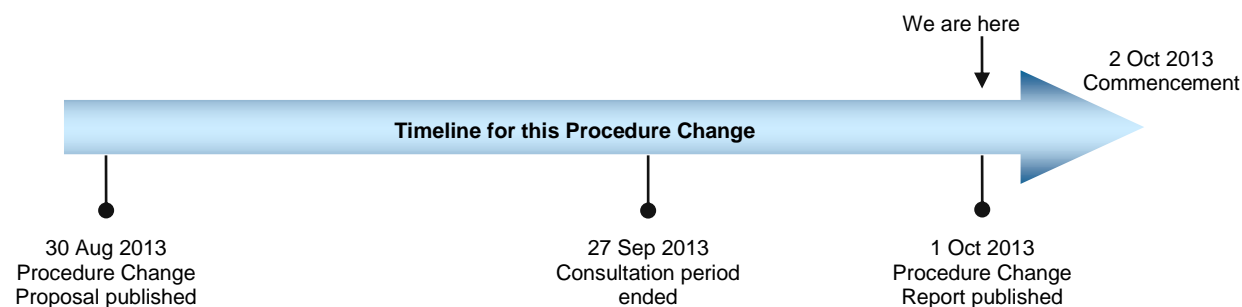 We are here
2 Oct 2013
Commencement
Timeline for this Procedure Change
30 Aug 2013
Procedure Change
Proposal published
27 Sep 2013
Consultation period
ended
1 Oct 2013
Procedure Change
Report published